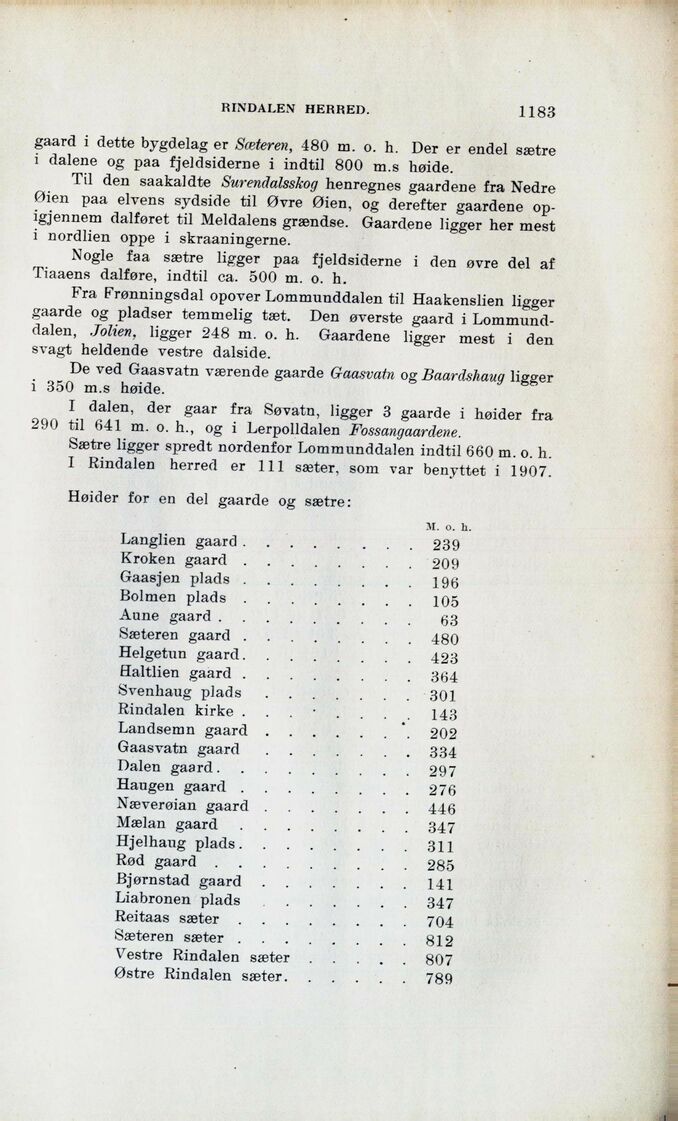 RINDALEN HERRED. 1183
gaard i dette bygdelag er Sæteren, 480 m. o. h. Der er endel sætre
i dalene og paa fjeldsiderne i indtil 800 m.s høide.
Til den saakaldte Surendalsskog henregnes gaardene fra Nedre
Øien paa elvens sydside til Øvre Øien, og derefter gaardene op-
igjennem dalføret til Meldalens grændse. Gaardene ligger her mest
i nordlien oppe i skraaningerne.
Nogle faa sætre ligger paa fjeldsiderne i den øvre del af
Tiaaens dalføre, indtil ca. 500 m. o. h.
Fra Frønningsdal opover Lommunddalen til Haakenslien ligger
gaarde og pladser temmelig tæt. Den øverste gaard i Lommund-
dalen, Jolien, ligger 248 m. o. h. Gaardene ligger mest i den
svagt heldende vestre dalside.
De ved Gaasvatn værende gaarde Gaasvatn og Baardshaug ligger
i 350 m.s høide.
I dalen, der gaar fra Søvatn, ligger 3 gaarde i høider fra
290 til 641 m. o. h., og i Lerpolldalen Fossangaardene.
Sætre ligger spredt nordenfor Lommunddalen indtil 660 m. o. h.
I Rindalen herred er 111 sæter, som var benyttet i 1907.
Høider for en del gaarde og sætre:
M. o. h.
Langlien gaard . . . . . . . . 239
Kroken gaard . . . . . . . . 209
Gaasjen plads . . . . . . . . 196
Bolmen plads . . . . . . . . 105
Aune gaard . . . . . . . . . 63
Sæteren gaard . . . . . . . . 480
Helgetun gaard . . . . . . . . 423
Haltlien gaard . . . . . . . . 364
Svenhaug plads . . . . . . . 301
Rindalen kirke . . . . . . . . 143
Landsemn gaard . . . . . . . 202
Gaasvatn gaard . . . . . . . 334
Dalen gaard . . . . . . . . . 297
Haugen gaard . . . . . . . . 276
Næverøian gaard . . . . . . . 446
Mælan gaard . . . . . . . . 347
Hjelhaug plads . . . . . . . . 311
Rød gaard . . . . . . . . . 285
Bjørnstad gaard . . . . . . . 141
Liabronen plads . . . . . . . 347
Reitaas sæter . . . . . . . . 704
Sæteren sæter . . . . . . . . 812
Vestre Rindalen sæter . . . . . 807
Østre Rindalen sæter . . . . . . 789